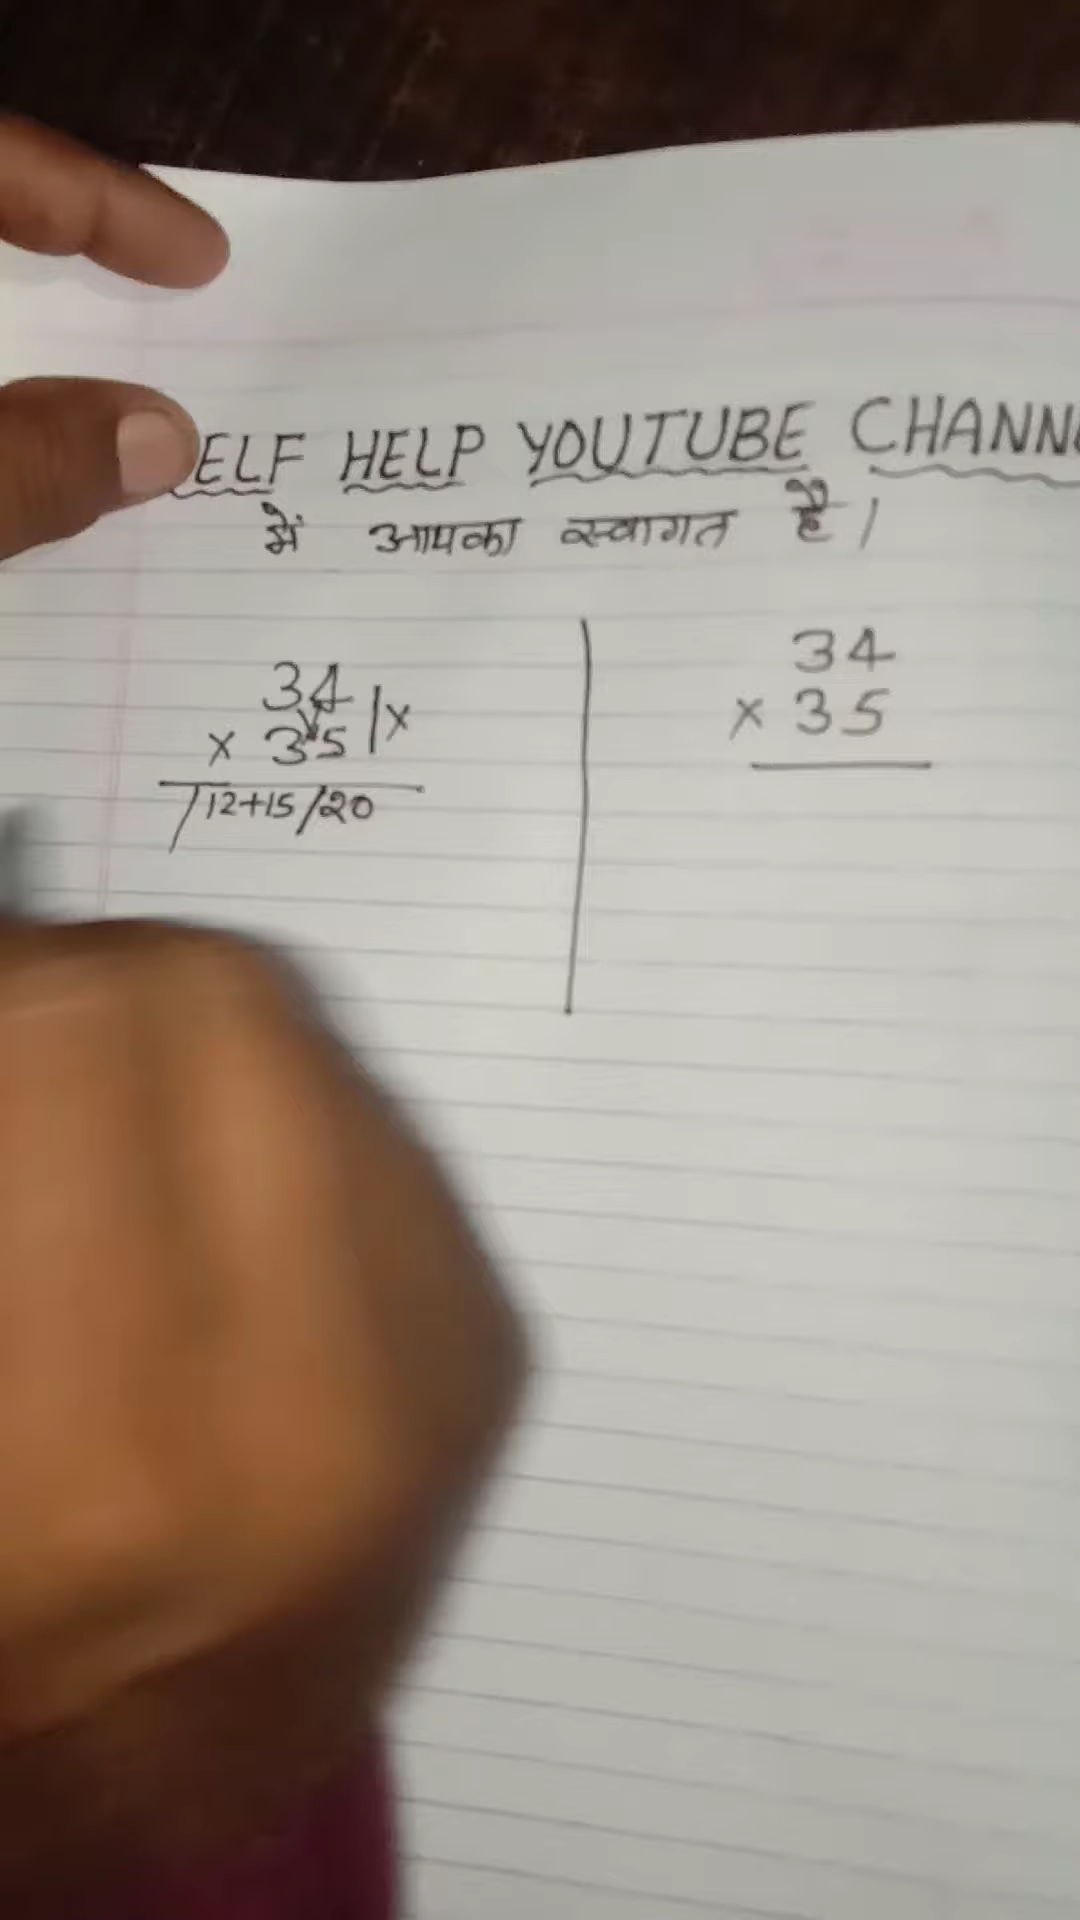 ELF HELP YOUTUBE CHANN
में आपका स्वागत है।
34
× 35 | ×
/ 12+15 / 20
34
× 35